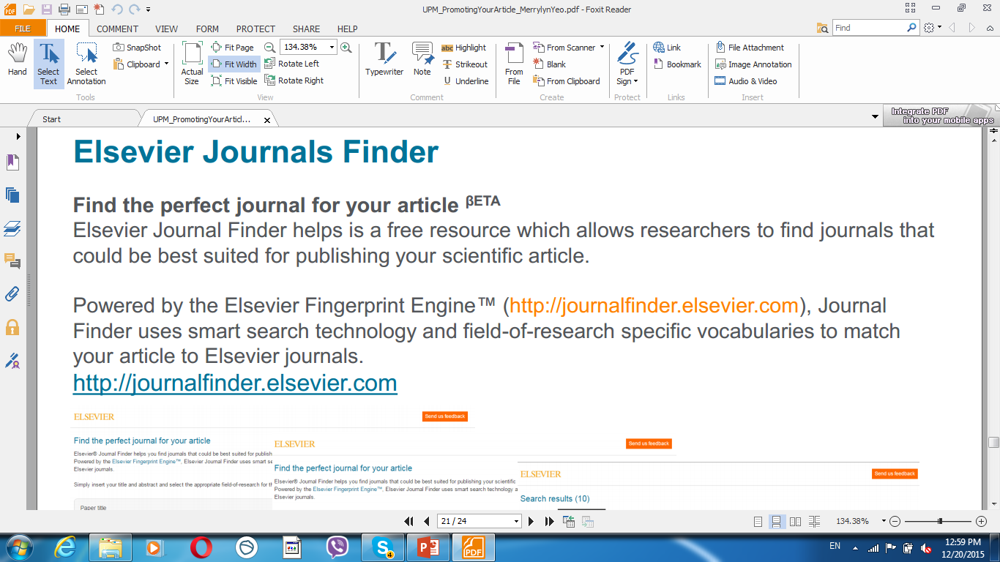 UPM_PromotingYourArticle_MerrylynYeo.pdf - Foxit Reader
FILE HOME COMMENT VIEW FORM PROTECT SHARE HELP
Find
Hand
Select Text
Select Annotation
SnapShot
Clipboard
Tools
Actual Size
Fit Page
Fit Width
Fit Visible
134.38%
Rotate Left
Rotate Right
View
Typewriter
Note
abc Highlight
T Strikeout
U Underline
Comment
From File
From Scanner
Blank
From Clipboard
Create
PDF Sign
Protect
Link
Bookmark
Links
File Attachment
Image Annotation
Audio & Video
Insert
Start
UPM_PromotingYourArticl...
Integrate PDF
into your mobile apps
Elsevier Journals Finder
Find the perfect journal for your article βETA
Elsevier Journal Finder helps is a free resource which allows researchers to find journals that
could be best suited for publishing your scientific article.
Powered by the Elsevier Fingerprint Engine™ (http://journalfinder.elsevier.com), Journal
Finder uses smart search technology and field-of-research specific vocabularies to match
your article to Elsevier journals.
http://journalfinder.elsevier.com
ELSEVIER
Send us feedback
Find the perfect journal for your article
Elsevier® Journal Finder helps you find journals that could be best suited for publish
Powered by the Elsevier Fingerprint Engine™. Elsevier Journal Finder uses smart se
Elsevier journals.
Simply insert your title and abstract and select the appropriate field-of-research for th
Paper title
ELSEVIER
Send us feedback
Find the perfect journal for your article
Elsevier® Journal Finder helps you find journals that could be best suited for publishing your scientific
Powered by the Elsevier Fingerprint Engine™. Elsevier Journal Finder uses smart search technology a
Elsevier journals.
ELSEVIER
Send us feedback
Search results (10)
21 / 24
134.38%
EN
12:59 PM
12/20/2015